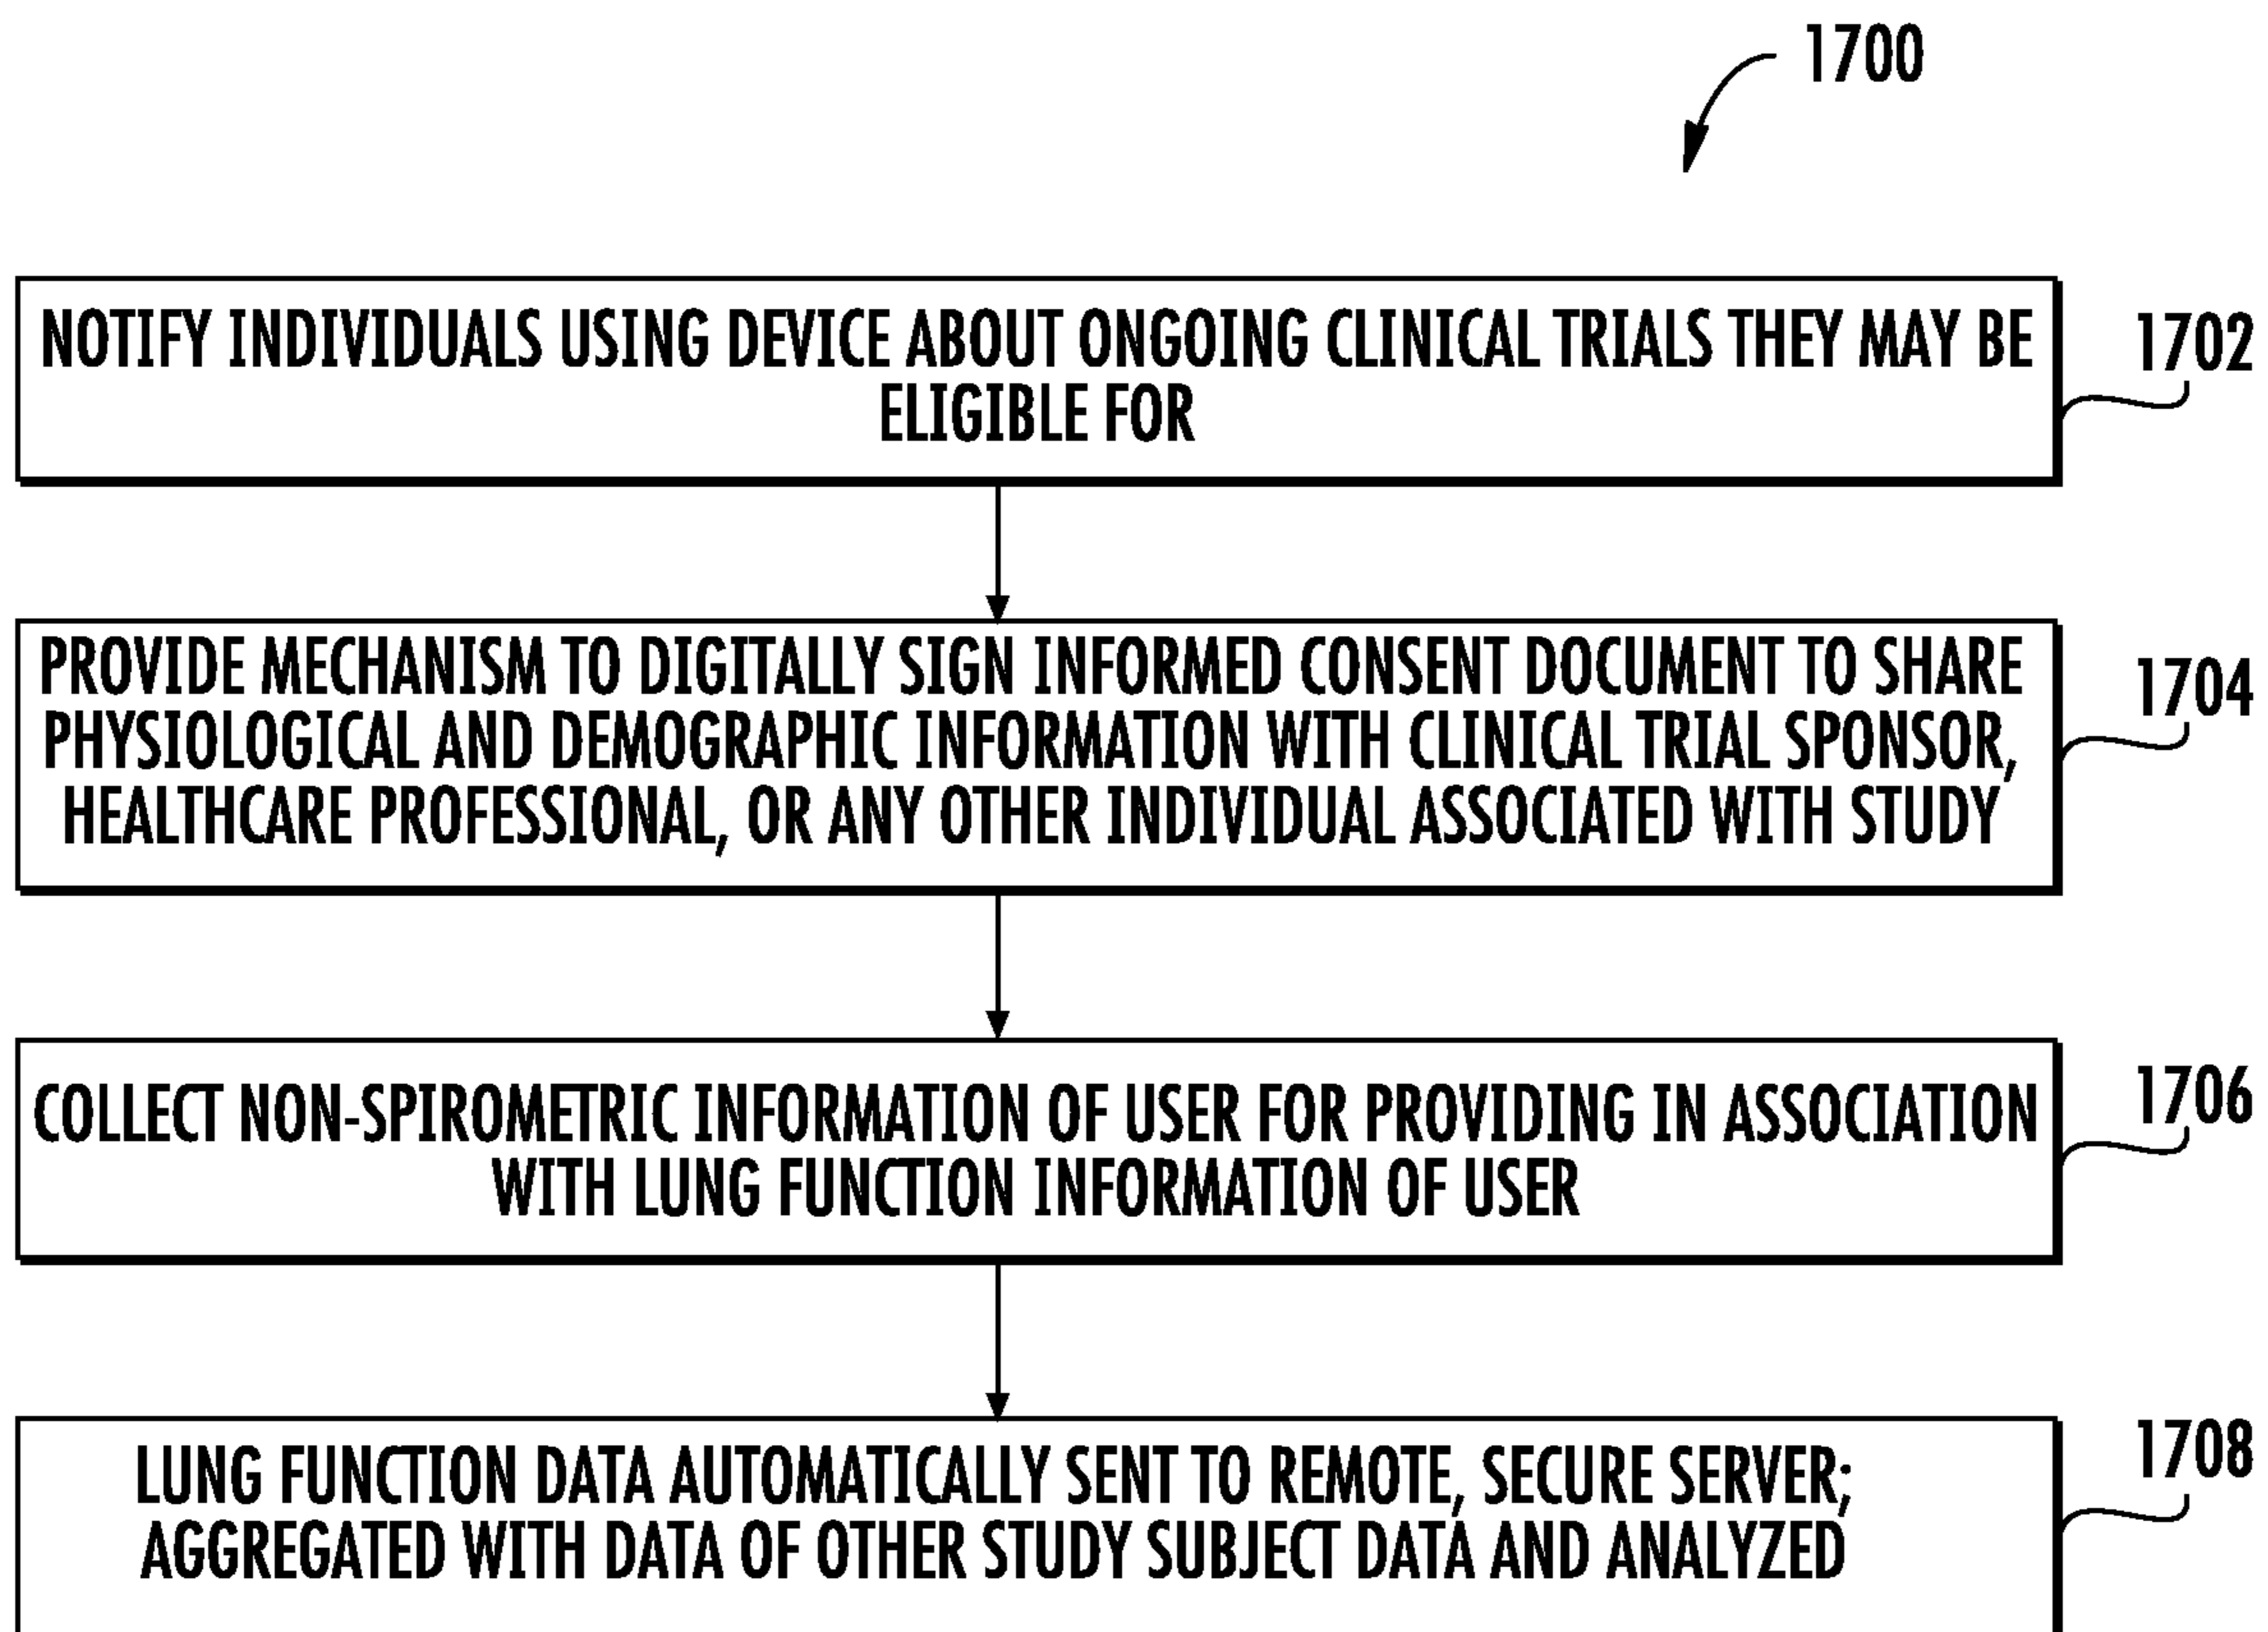 1700
NOTIFY INDIVIDUALS USING DEVICE ABOUT ONGOING CLINICAL TRIALS THEY MAY BE
ELIGIBLE FOR
1702
PROVIDE MECHANISM TO DIGITALLY SIGN INFORMED CONSENT DOCUMENT TO SHARE
PHYSIOLOGICAL AND DEMOGRAPHIC INFORMATION WITH CLINICAL TRIAL SPONSOR,
HEALTHCARE PROFESSIONAL, OR ANY OTHER INDIVIDUAL ASSOCIATED WITH STUDY
1704
COLLECT NON-SPIROMETRIC INFORMATION OF USER FOR PROVIDING IN ASSOCIATION
WITH LUNG FUNCTION INFORMATION OF USER
1706
LUNG FUNCTION DATA AUTOMATICALLY SENT TO REMOTE, SECURE SERVER;
AGGREGATED WITH DATA OF OTHER STUDY SUBJECT DATA AND ANALYZED
1708